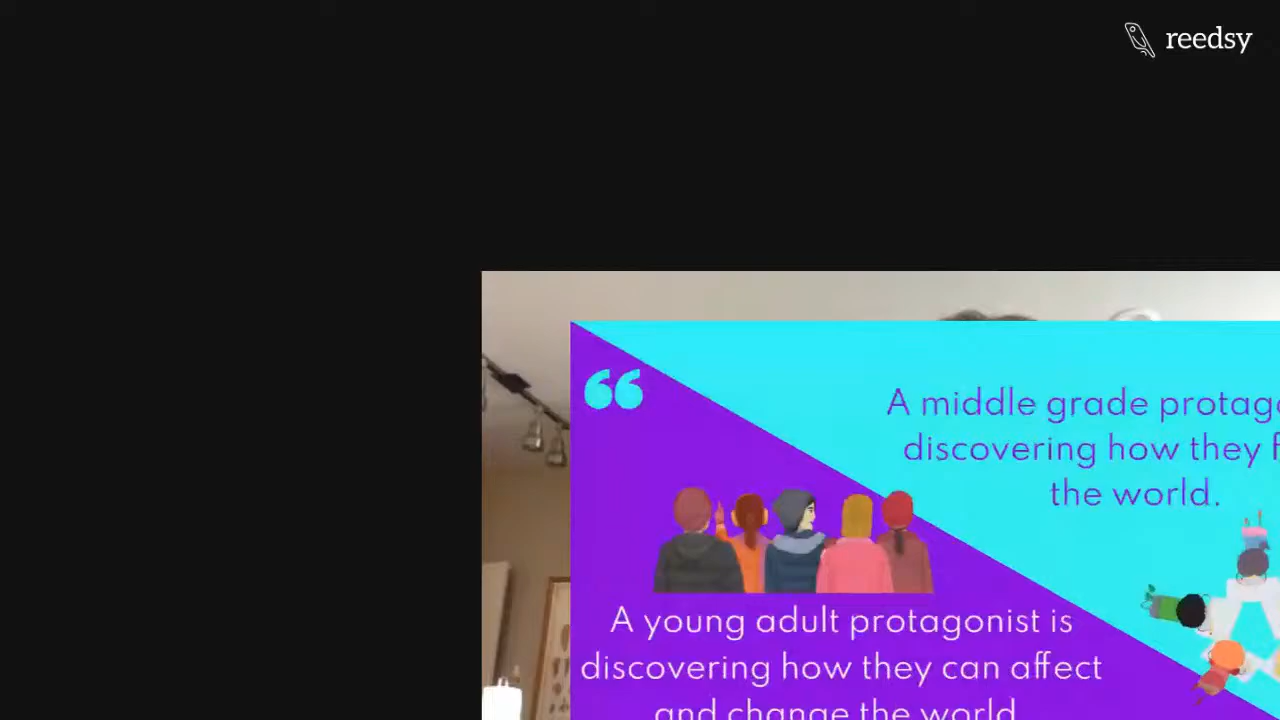 reedsy
“
A middle grade
discovering how they
the world.
A young adult protagonist is
discovering how they can affect
and change the world